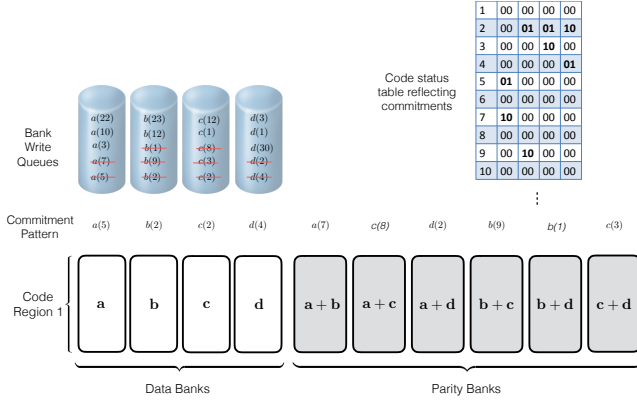 1 00 00 00 00
2 00 01 01 10
3 00 00 10 00
4 00 00 00 01
5 01 00 00 00
6 00 00 00 00
7 10 00 00 00
8 00 00 00 00
9 00 10 00 00
10 00 00 00 00
Code status
table reflecting
commitments
Bank
Write
Queues
a(22) b(23) c(12) d(3)
a(10) b(12) c(1) d(1)
a(3) b(1) c(8) d(30)
a(7) b(9) c(3) d(2)
a(5) b(2) c(2) d(4)
Commitment
Pattern
a(5) b(2) c(2) d(4) a(7) c(8) d(2) b(9) b(1) c(3)
Code
Region 1
a b c d a + b a + c a + d b + c b + d c + d
Data Banks Parity Banks